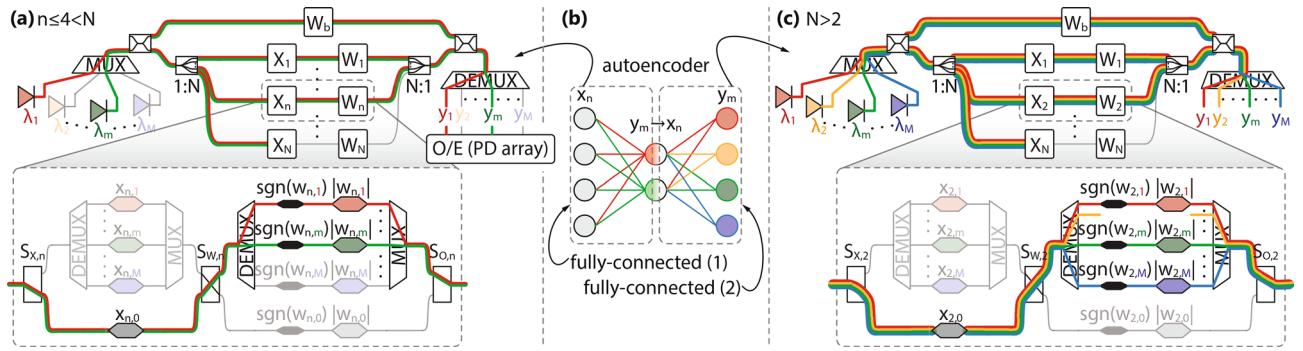 (a) n≤4<N
W_b
MUX
X_1
W_1
1:N
N:1
DEMUX
X_n
W_n
λ_1
λ_2
λ_m
λ_M
y_1 y_2 y_m y_M
X_N
W_N
O/E (PD array)
x_n,1
sgn(w_n,1) |w_n,1|
DEMUX
x_n,m
MUX
DEMUX
sgn(w_n,m) |w_n,m|
MUX
S_X,n
x_n,M
S_W,n
sgn(w_n,M) |w_n,M|
S_O,n
x_n,0
sgn(w_n,0) |w_n,0|
(b)
autoencoder
x_n
y_m
y_m→x_n
fully-connected (1)
fully-connected (2)
(c) N>2
W_b
MUX
X_1
W_1
1:N
N:1
DEMUX
X_2
W_2
λ_1
λ_2
λ_m
λ_M
y_1 y_2 y_m y_M
X_N
W_N
x_2,1
sgn(w_2,1) |w_2,1|
DEMUX
x_2,m
MUX
DEMUX
sgn(w_2,m) |w_2,m|
MUX
S_X,2
x_2,M
S_W,2
sgn(w_2,M) |w_2,M|
S_O,2
x_2,0
sgn(w_2,0) |w_2,0|